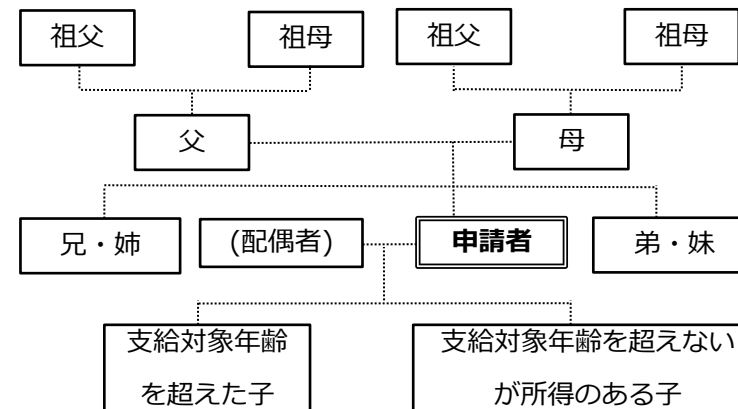 祖父
祖母
祖父
祖母
父
母
兄・姉
(配偶者)
申請者
弟・妹
支給対象年齢
を超えた子
支給対象年齢を超えない
が所得のある子